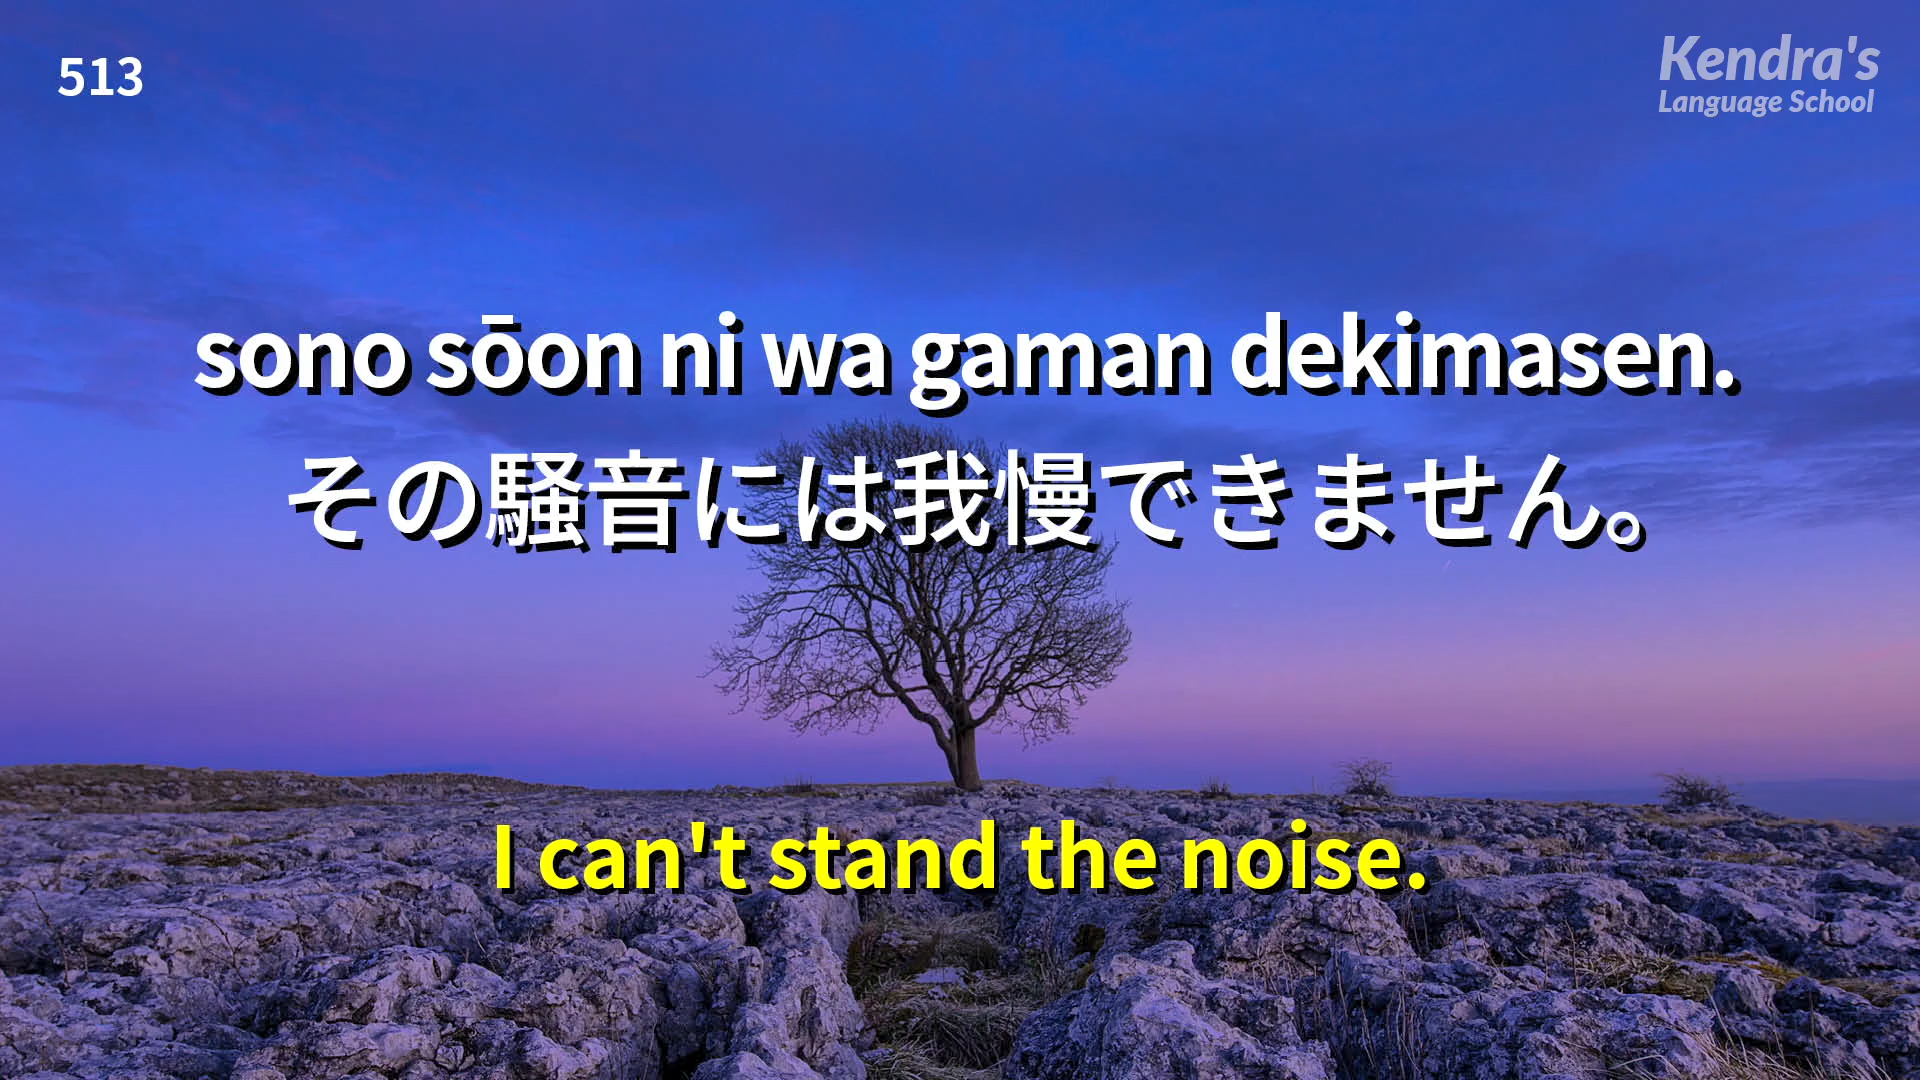 513
Kendra's
Language School
sono sōon ni wa gaman dekimasen.
その騒音には我慢できません。
I can't stand the noise.